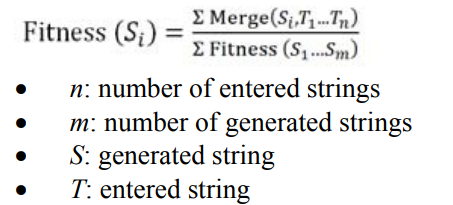 Fitness (Sᵢ) = Σ Merge(Sᵢ,T₁...Tₙ) / Σ Fitness (S₁...Sₘ)
• n: number of entered strings
• m: number of generated strings
• S: generated string
• T: entered string